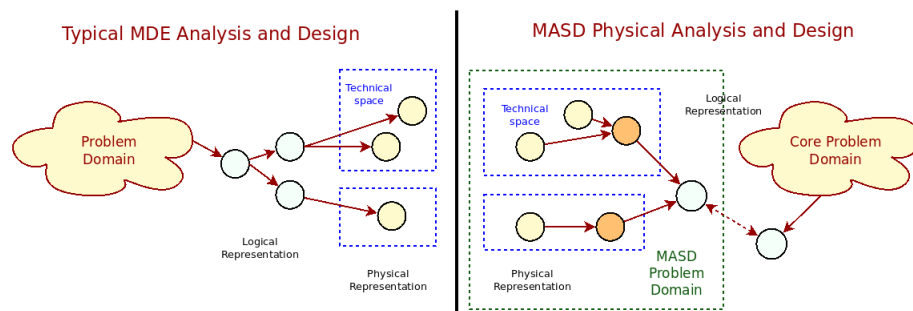 Typical MDE Analysis and Design
Technical
space
Problem
Domain
Logical
Representation
Physical
Representation
MASD Physical Analysis and Design
Technical
space
Logical
Representation
Core Problem
Domain
MASD
Problem
Domain
Physical
Representation